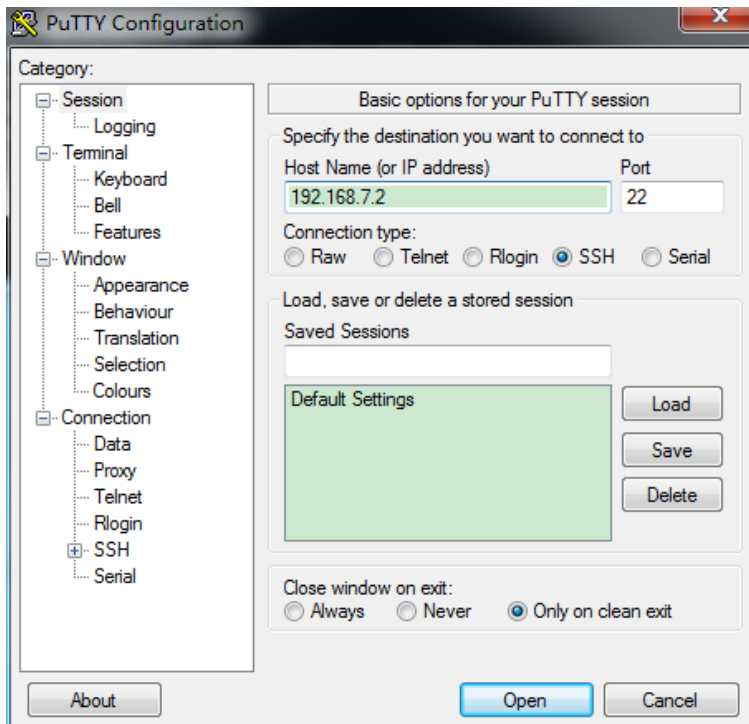 PuTTY Configuration
Category:
Session
Logging
Terminal
Keyboard
Bell
Features
Window
Appearance
Behaviour
Translation
Selection
Colours
Connection
Data
Proxy
Telnet
Rlogin
SSH
Serial
Basic options for your PuTTY session
Specify the destination you want to connect to
Host Name (or IP address) Port
192.168.7.2 22
Connection type:
Raw Telnet Rlogin SSH Serial
Load, save or delete a stored session
Saved Sessions
Default Settings
Load
Save
Delete
Close window on exit:
Always Never Only on clean exit
About Open Cancel